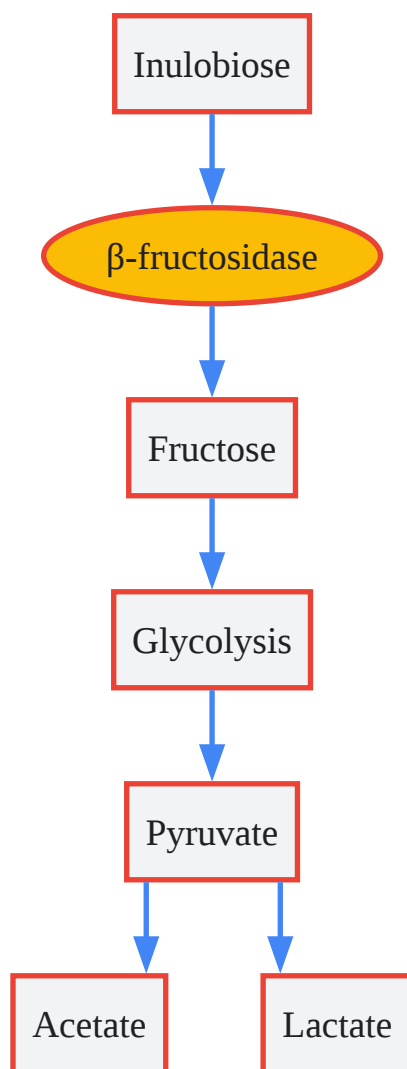 Inulobiose
β-fructosidase
Fructose
Glycolysis
Pyruvate
Acetate
Lactate